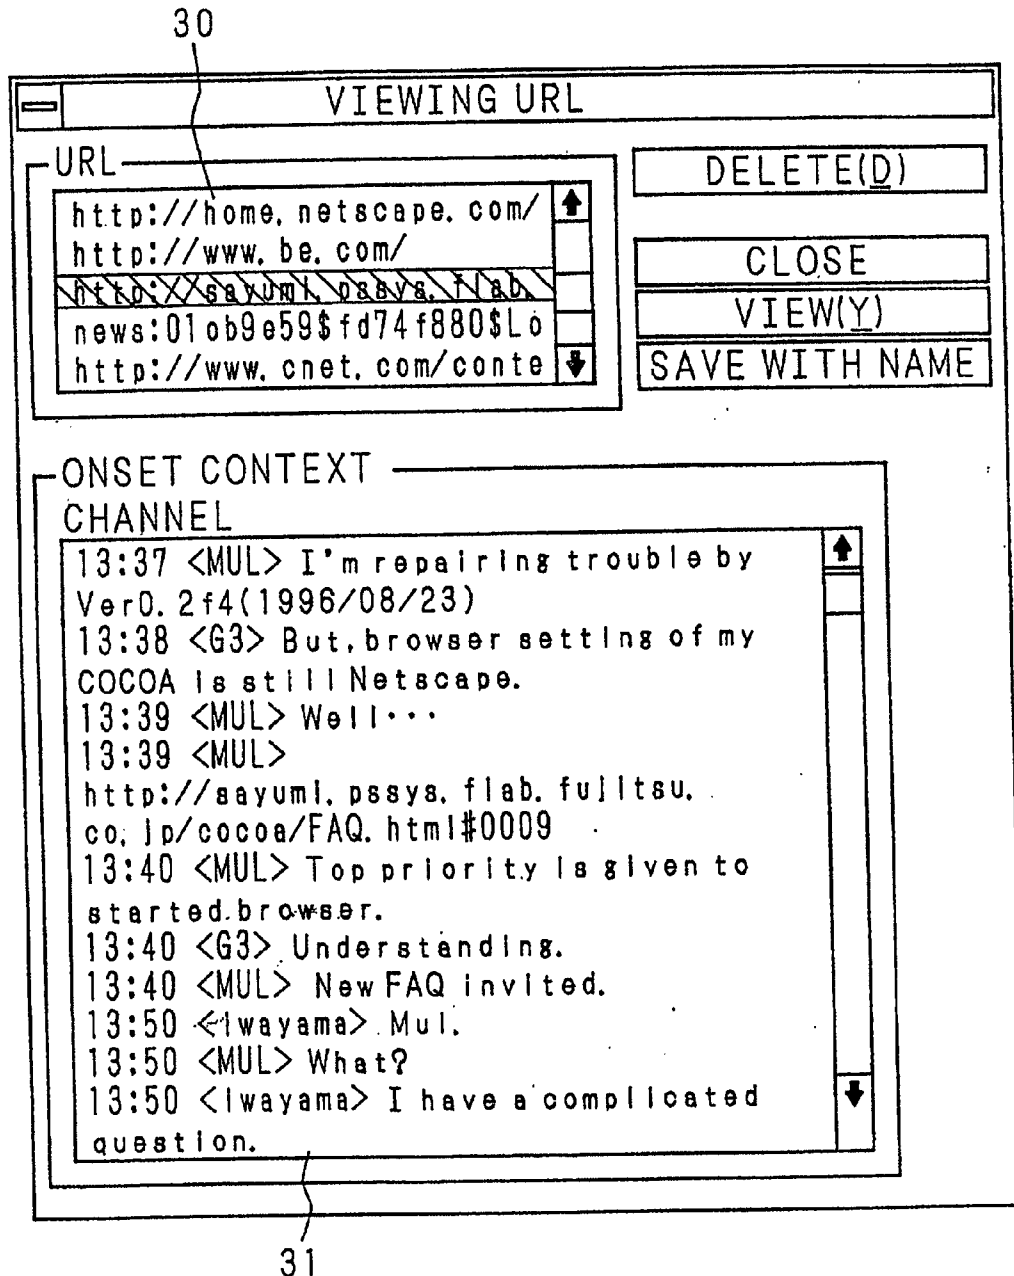 30
VIEWING URL
URL
http://home.netscape.com/
http://www.be.com/
http://sayumi.pssys.flab.
news:01ob9e59$fd74f880$Lo
http://www.cnet.com/conte
DELETE(D)
CLOSE
VIEW(Y)
SAVE WITH NAME
ONSET CONTEXT
CHANNEL
13:37 <MUL> I'm repairing trouble by
Ver0.2f4(1996/08/23)
13:38 <G3> But, browser setting of my
COCOA is still Netscape.
13:39 <MUL> Well···
13:39 <MUL>
http://sayumi.pssys.flab.fujitsu.
co.jp/cocoa/FAQ.html#0009
13:40 <MUL> Top priority is given to
started browser.
13:40 <G3> Understanding.
13:40 <MUL> New FAQ invited.
13:50 <iwayama> Mul.
13:50 <MUL> What?
13:50 <iwayama> I have a complicated
question.
31